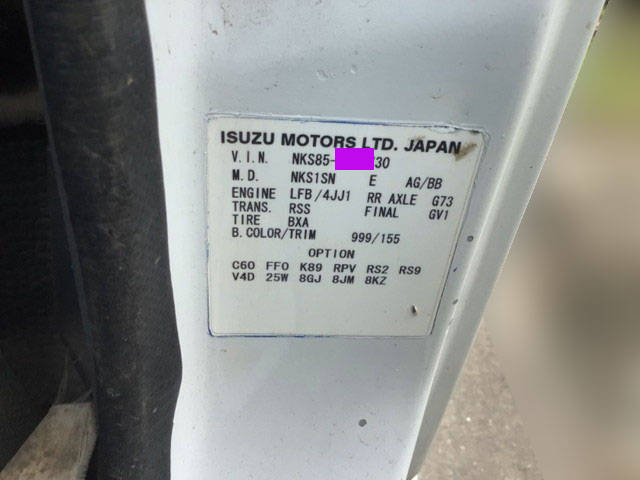 ISUZU MOTORS LTD. JAPAN
V.I.N. NKS85- 30
M.D. NKS1SN E AG/BB
ENGINE LFB/4JJ1 RR AXLE G73
TRANS. RSS FINAL GV1
TIRE BXA
B.COLOR/TRIM 999/155
OPTION
C60 FF0 K89 RPV RS2 RS9
V4D 25W 8GJ 8JM 8KZ